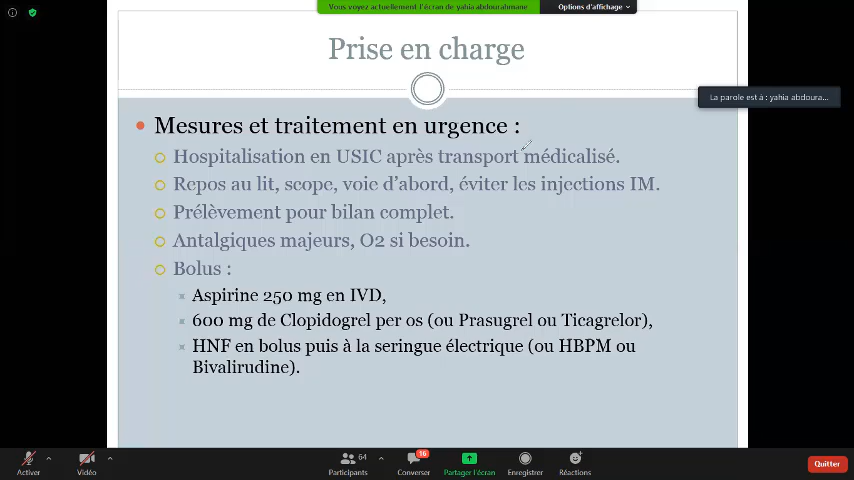 Vous voyez actuellement l'écran de yahia abdourahmane
Options d'affichage
Prise en charge
La parole est à : yahia abdoura...
Mesures et traitement en urgence :
Hospitalisation en USIC après transport médicalisé.
Repos au lit, scope, voie d'abord, éviter les injections IM.
Prélèvement pour bilan complet.
Antalgiques majeurs, O2 si besoin.
Bolus :
Aspirine 250 mg en IVD,
600 mg de Clopidogrel per os (ou Prasugrel ou Ticagrelor),
HNF en bolus puis à la seringue électrique (ou HBPM ou
Bivalirudine).
64
16
Activer
Vidéo
Participants
Converser
Partager l'écran
Enregistrer
Réactions
Quitter